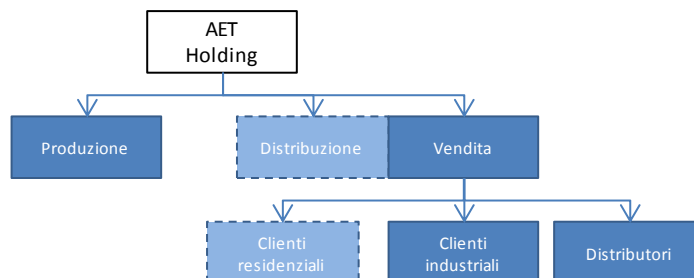 AET
Holding
Produzione
Distribuzione
Vendita
Clienti
residenziali
Clienti
industriali
Distributori